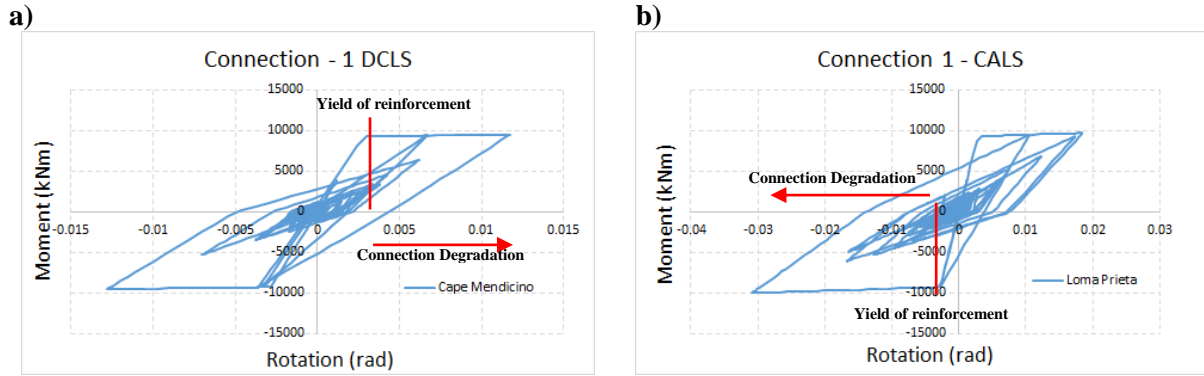 a)
Connection - 1 DCLS
15000
10000
5000
0
-5000
-10000
-15000
-0.015 -0.01 -0.005 0 0.005 0.01 0.015
Yield of reinforcement
Connection Degradation
Moment (kNm)
Rotation (rad)
Cape Mendicino
b)
Connection 1 - CALS
15000
10000
5000
0
-5000
-10000
-15000
-0.04 -0.03 -0.02 -0.01 0 0.01 0.02 0.03
Connection Degradation
Yield of reinforcement
Moment (kNm)
Rotation (rad)
Loma Prieta